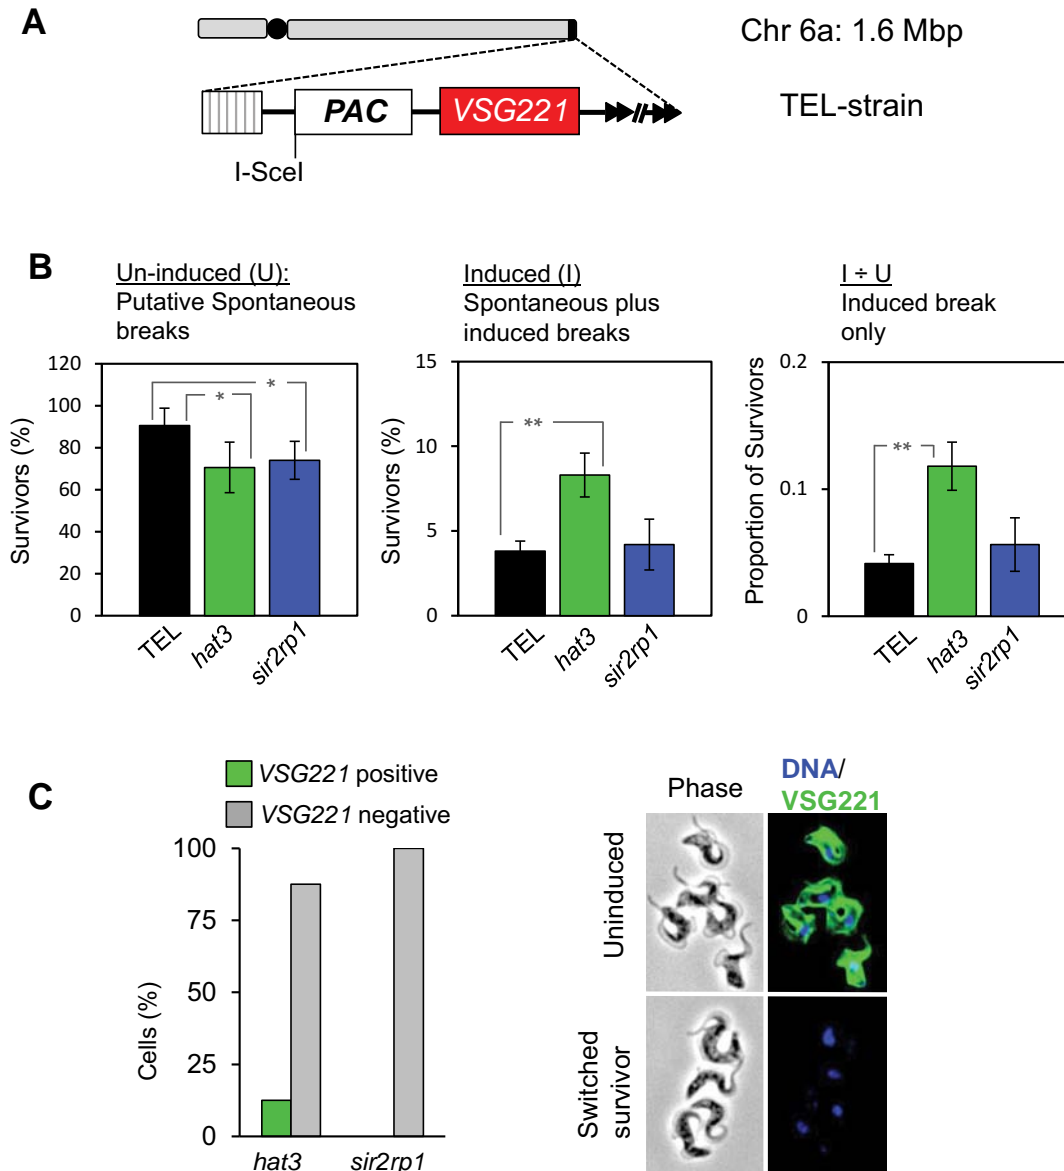 A
Chr 6a: 1.6 Mbp
PAC
VSG221
TEL-strain
I-SceI
B
Un-induced (U):
Putative Spontaneous
breaks
Induced (I)
Spontaneous plus
induced breaks
I ÷ U
Induced break
only
Survivors (%)
120
100
80
60
40
20
0
*
*
TEL
hat3
sir2rp1
Survivors (%)
15
10
5
0
**
TEL
hat3
sir2rp1
Proportion of Survivors
0.2
0.1
0
**
TEL
hat3
sir2rp1
C
VSG221 positive
VSG221 negative
Cells (%)
100
75
50
25
0
hat3
sir2rp1
Phase
DNA/
VSG221
Uninduced
Switched
survivor